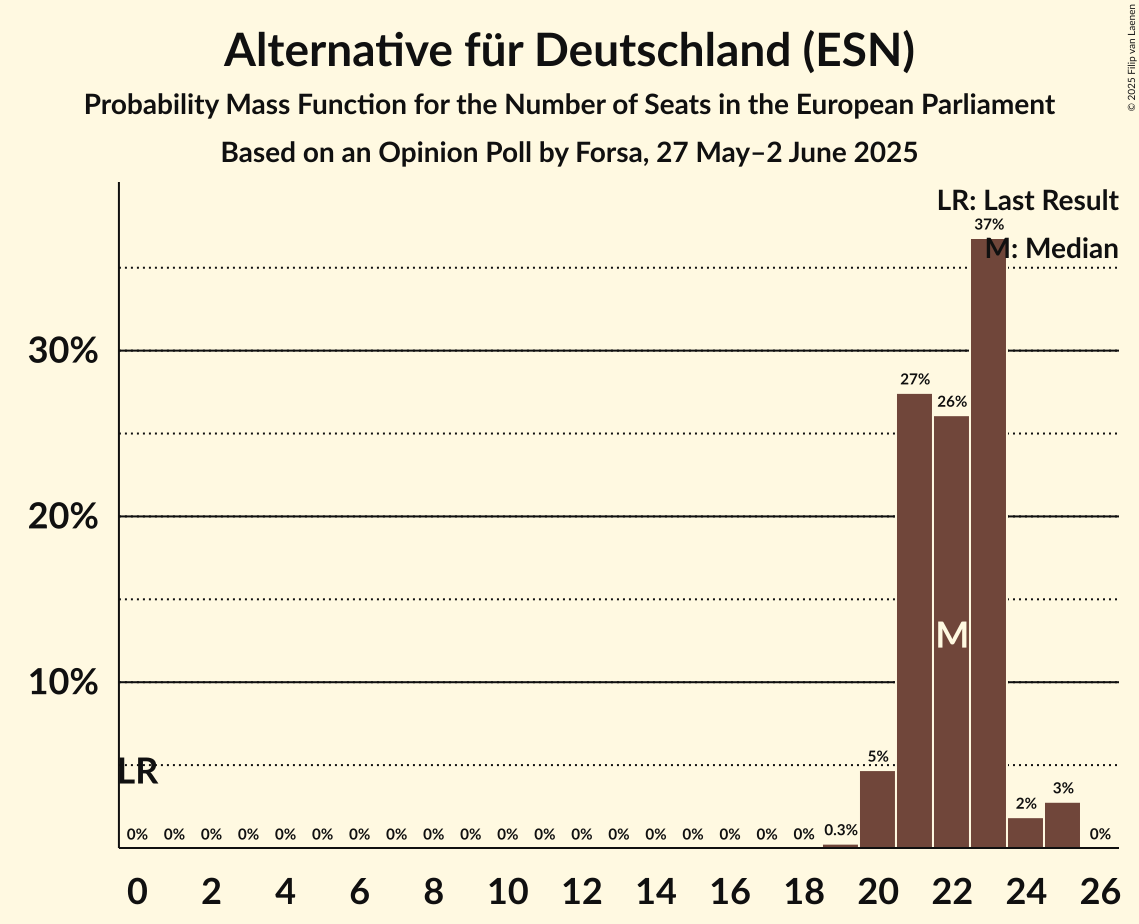 Alternative für Deutschland (ESN)
Probability Mass Function for the Number of Seats in the European Parliament
Based on an Opinion Poll by Forsa, 27 May–2 June 2025
© 2025 Filip van Laenen
LR: Last Result
M: Median
37%
30%
27%
26%
20%
M
10%
LR
5%
3%
2%
0% 0% 0% 0% 0% 0% 0% 0% 0% 0% 0% 0% 0% 0% 0% 0% 0% 0% 0% 0.3% 0%
0 2 4 6 8 10 12 14 16 18 20 22 24 26